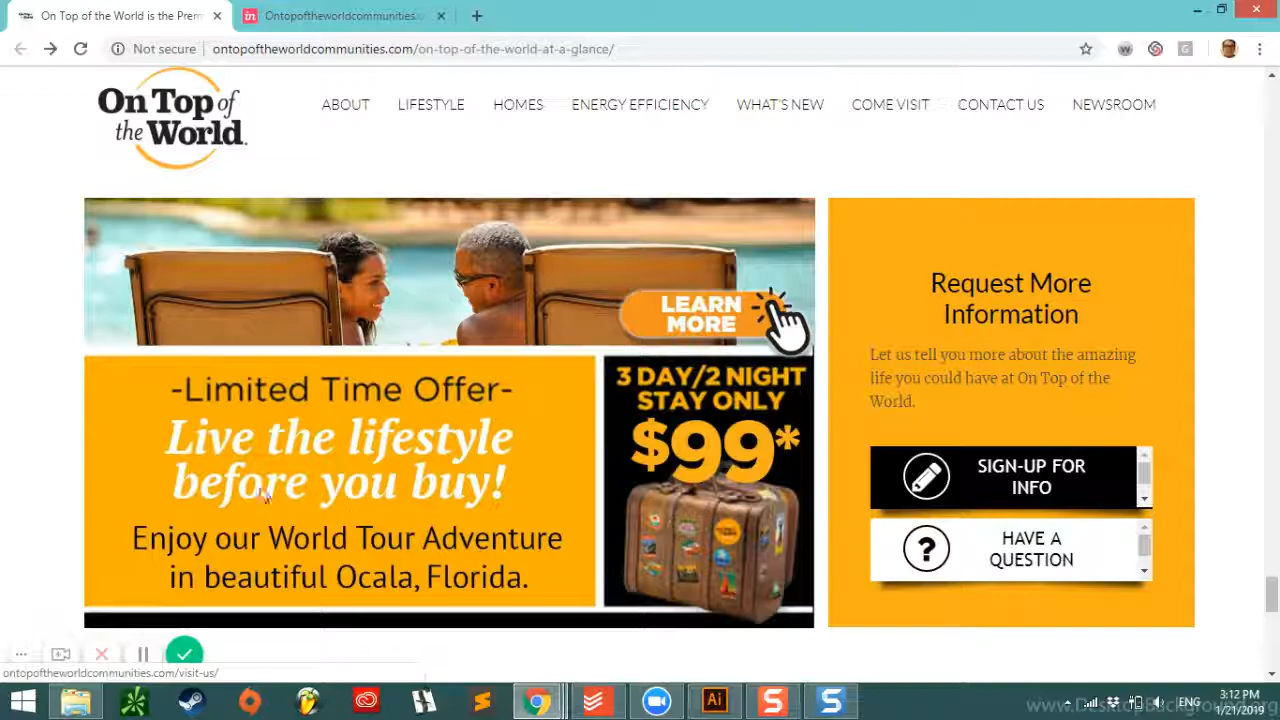 On Top of the World is the Prem
Ontopoftheworldcommunities.
Not secure
ontopoftheworldcommunities.com/on-top-of-the-world-at-a-glance/
On Top of
the World.
ABOUT
LIFESTYLE
HOMES
ENERGY EFFICIENCY
WHAT'S NEW
COME VISIT
CONTACT US
NEWSROOM
LEARN
MORE
-Limited Time Offer-
Live the lifestyle
before you buy!
Enjoy our World Tour Adventure
in beautiful Ocala, Florida.
3 DAY/2 NIGHT
STAY ONLY
$99*
Request More
Information
Let us tell you more about the amazing
life you could have at On Top of the
World.
SIGN-UP FOR
INFO
HAVE A
QUESTION
ontopoftheworldcommunities.com/visit-us/
ENG
3:12 PM
1/21/2019
www.DesktopBackground.org